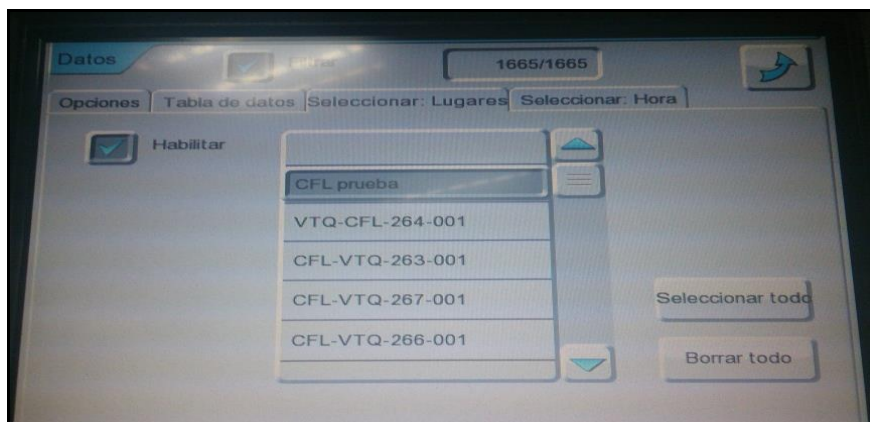 Datos
Filtrar
1665/1665
Opciones
Tabla de datos
Seleccionar: Lugares
Seleccionar: Hora
Habilitar
CFL prueba
VTQ-CFL-264-001
CFL-VTQ-263-001
CFL-VTQ-267-001
CFL-VTQ-266-001
Seleccionar todo
Borrar todo